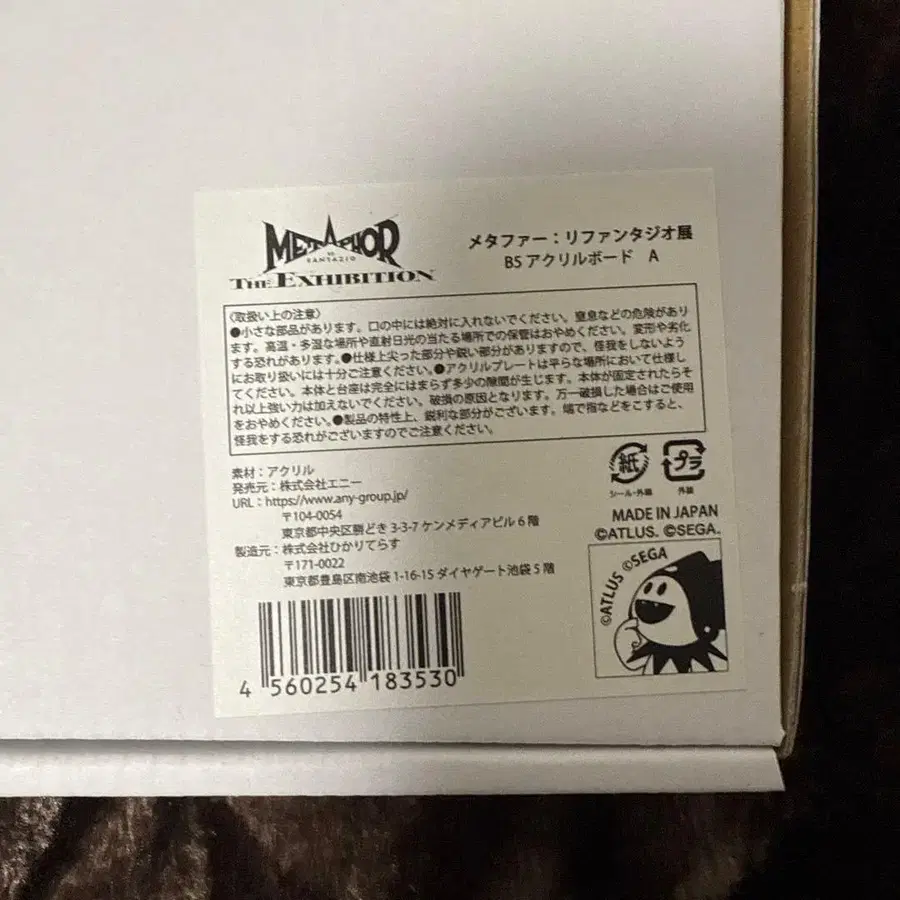 METAPHOR
RE FANTAZIO
THE EXHIBITION
メタファー：リファンタジオ展
B5 アクリルボード A
〈取扱い上の注意〉
●小さな部品があります。口の中には絶対に入れないでください。窒息などの危険があり
ます。高温・多湿な場所や直射日光の当たる場所での保管はおやめください。変形や劣化
する恐れがあります。●仕様上尖った部分や鋭い部分がありますので、怪我をしないよう
にお取り扱いには十分ご注意ください。●アクリルプレートは平らな場所において仕様し
てください。本体と台座は完全にはまらず多少の隙間が生じます。本体が固定されたらそ
れ以上強い力は加えないでください。破損の原因となります。万一破損した場合はご使用
をおやめください。●製品の特性上、鋭利な部分がございます。端で指などをこすると、
怪我をする恐れがございますのでご注意ください。
素材：アクリル
発売元：株式会社エニー
URL：https://www.any-group.jp/
〒104-0054
東京都中央区勝どき 3-3-7 ケンメディアビル 6 階
製造元：株式会社ひかりてらす
〒171-0022
東京都豊島区南池袋 1-16-15 ダイヤゲート池袋 5 階
紙
シール・外箱
プラ
外装
MADE IN JAPAN
©ATLUS. ©SEGA.
©ATLUS ©SEGA
4 560254 183530